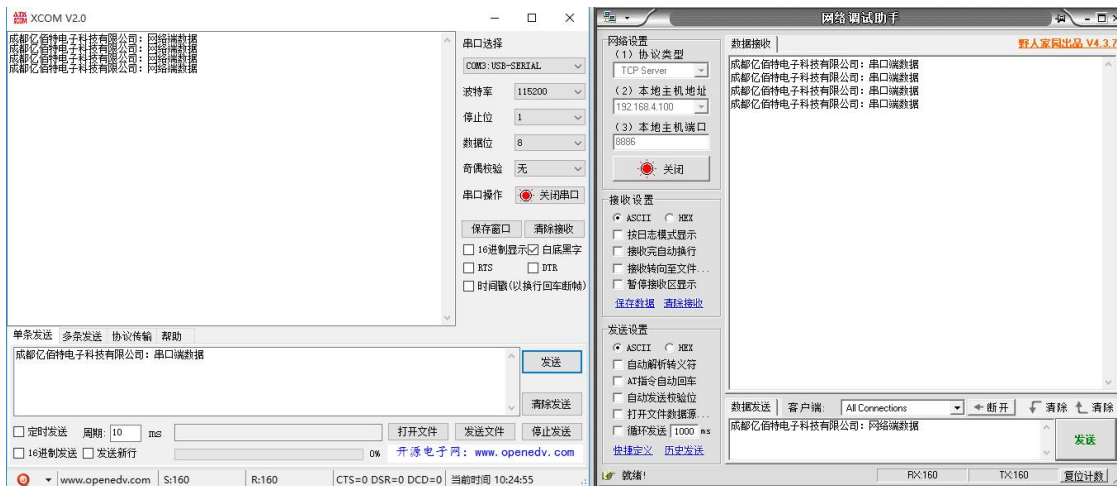 ATK XCOM V2.0
成都亿佰特电子科技有限公司：网络端数据
成都亿佰特电子科技有限公司：网络端数据
成都亿佰特电子科技有限公司：网络端数据
成都亿佰特电子科技有限公司：网络端数据
串口选择
COM3:USB-SERIAL
波特率 115200
停止位 1
数据位 8
奇偶校验 无
串口操作 关闭串口
保存窗口 清除接收
16进制显示 白底黑字
RTS DTR
时间戳(以换行回车断帧)
单条发送 多条发送 协议传输 帮助
成都亿佰特电子科技有限公司：串口端数据
发送
清除发送
定时发送 周期: 10 ms 打开文件 发送文件 停止发送
16进制发送 发送新行 0% 开源电子网：www.openedv.com
www.openedv.com S:160 R:160 CTS=0 DSR=0 DCD=0 当前时间 10:24:55
网络调试助手
网络设置
(1) 协议类型
TCP Server
(2) 本地主机地址
192.168.4.100
(3) 本地主机端口
8886
关闭
接收设置
ASCII HEX
按日志模式显示
接收完自动换行
接收转向至文件...
暂停接收区显示
保存数据 清除接收
发送设置
ASCII HEX
自动解析转义符
AT指令自动回车
自动发送校验位
打开文件数据源...
循环发送 1000 ms
快捷定义 历史发送
数据接收 野人家园出品 V4.3.7
成都亿佰特电子科技有限公司：串口端数据
成都亿佰特电子科技有限公司：串口端数据
成都亿佰特电子科技有限公司：串口端数据
成都亿佰特电子科技有限公司：串口端数据
数据发送 客户端: All Connections 断开 清除 清除
成都亿佰特电子科技有限公司：网络端数据
发送
就绪! RX:160 TX:160 复位计数